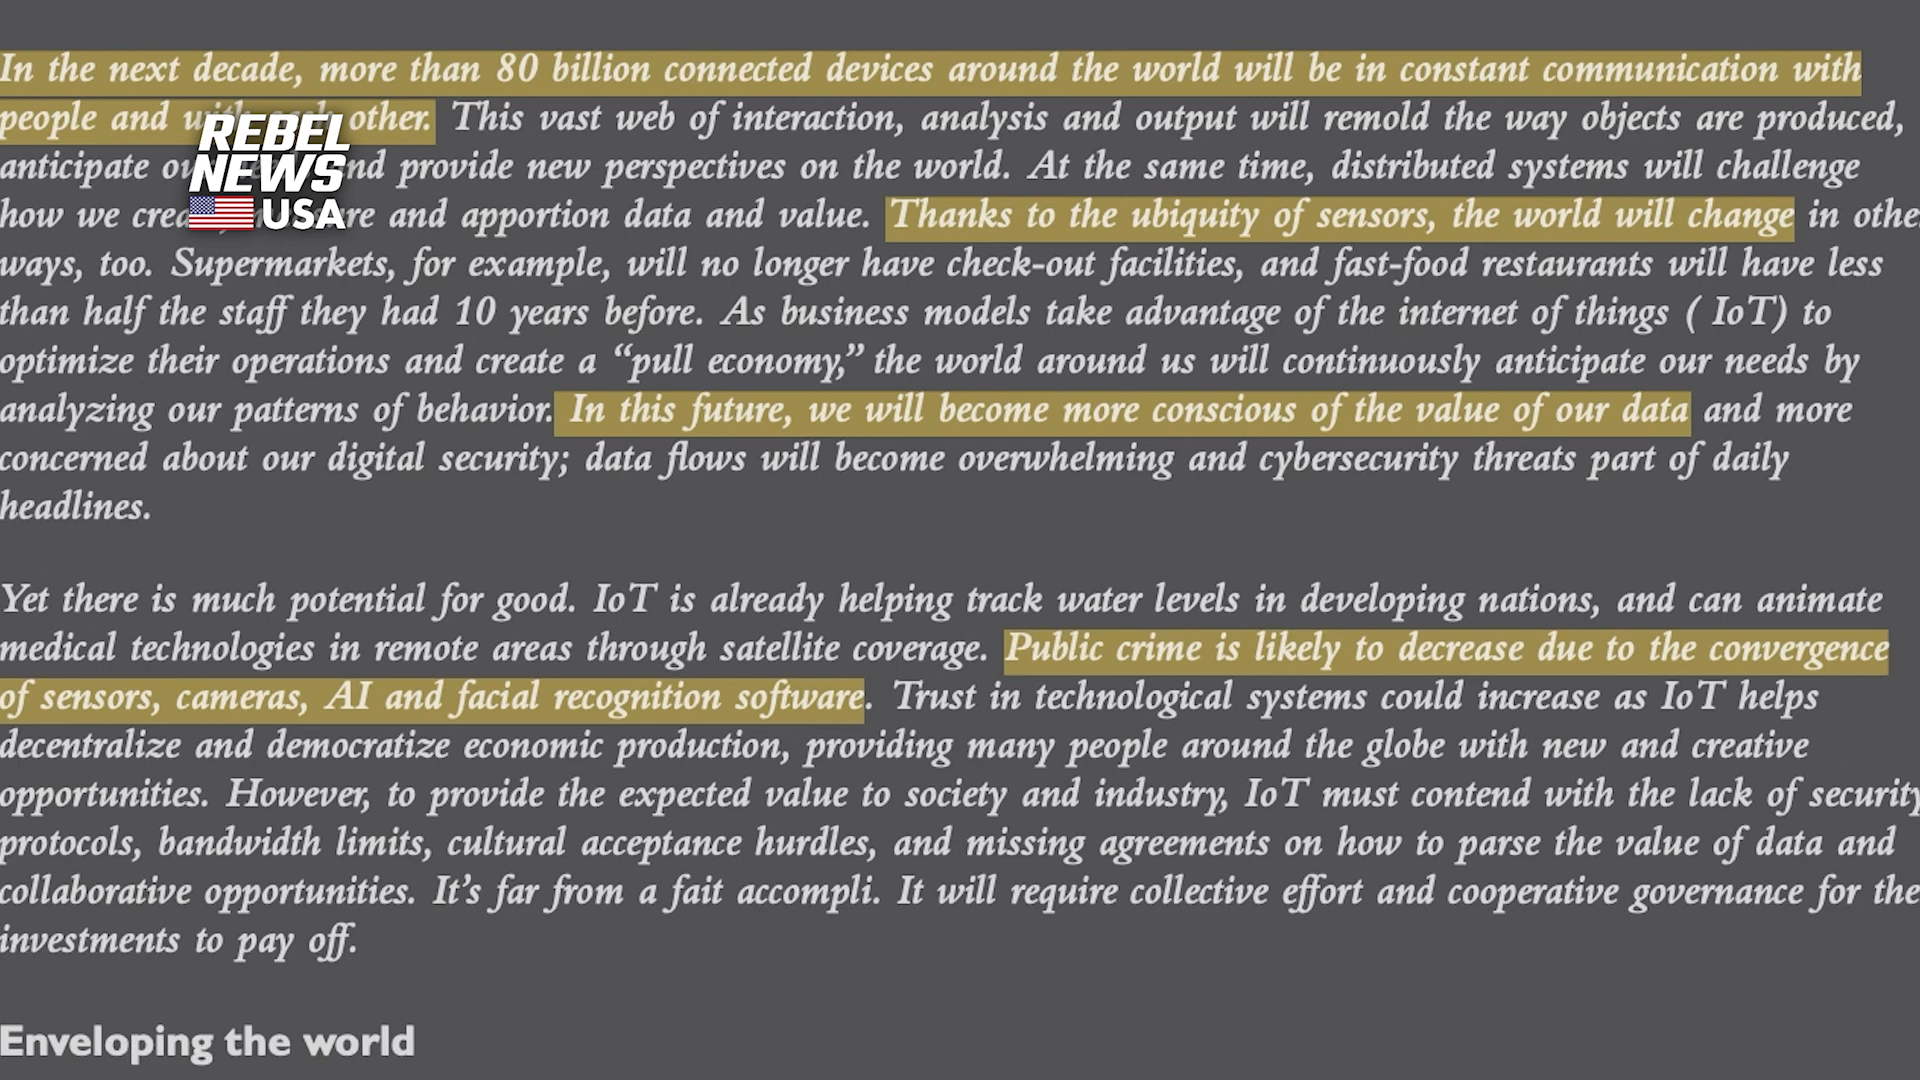 In the next decade, more than 80 billion connected devices around the world will be in constant communication with
people and other. This vast web of interaction, analysis and output will remold the way objects are produced,
anticipate and provide new perspectives on the world. At the same time, distributed systems will challenge
how we and apportion data and value. Thanks to the ubiquity of sensors, the world will change in
ways, too. Supermarkets, for example, will no longer have check-out facilities, and fast-food restaurants will have less
than half the staff they had 10 years before. As business models take advantage of the internet of things ( IoT) to
optimize their operations and create a “pull economy,” the world around us will continuously anticipate our needs by
analyzing our patterns of behavior. In this future, we will become more conscious of the value of our data and more
concerned about our digital security; data flows will become overwhelming and cybersecurity threats part of daily
headlines.
REBEL
NEWS
USA
Yet there is much potential for good. IoT is already helping track water levels in developing nations, and can animate
medical technologies in remote areas through satellite coverage. Public crime is likely to decrease due to the convergence
of sensors, cameras, AI and facial recognition software. Trust in technological systems could increase as IoT helps
decentralize and democratize economic production, providing many people around the globe with new and creative
opportunities. However, to provide the expected value to society and industry, IoT must contend with the lack of security
protocols, bandwidth limits, cultural acceptance hurdles, and missing agreements on how to parse the value of data and
collaborative opportunities. It’s far from a fait accompli. It will require collective effort and cooperative governance for the
investments to pay off.
Enveloping the world